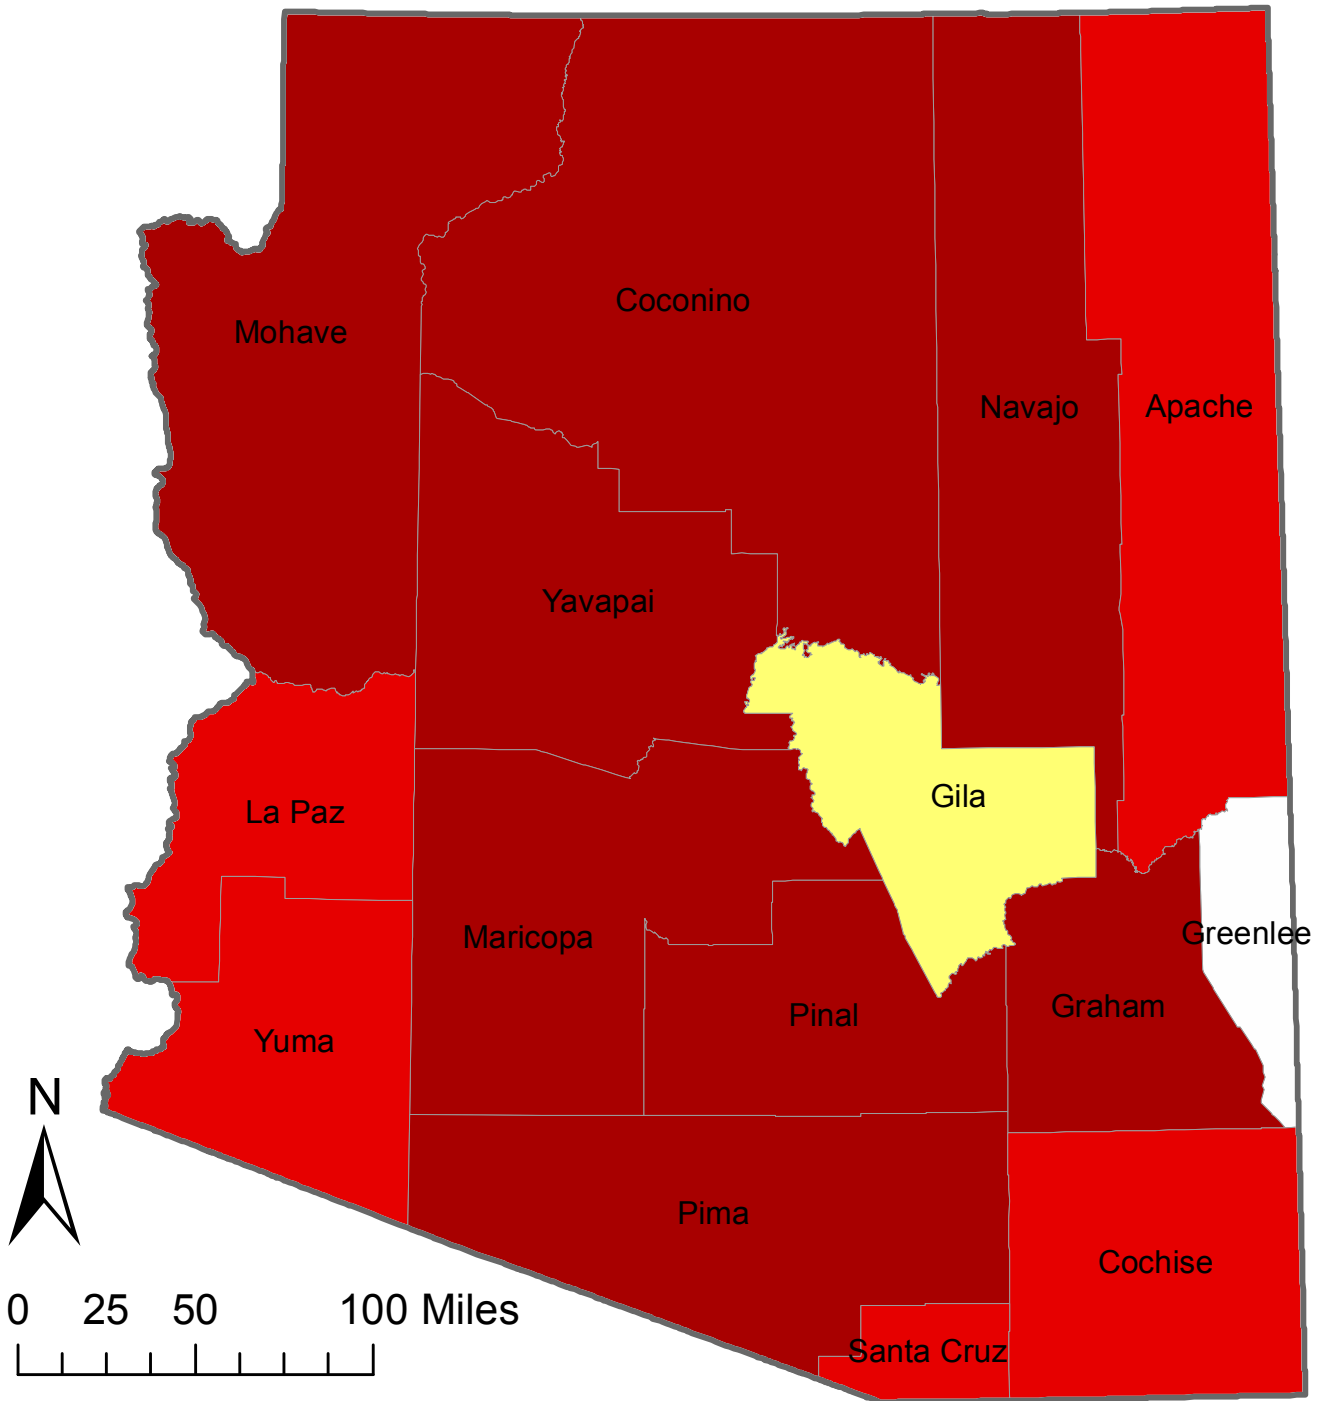 Coconino
Mohave
Navajo
Apache
Yavapai
Gila
La Paz
Greenlee
Maricopa
Graham
Pinal
Yuma
N
Pima
Cochise
0 25 50 100 Miles
Santa Cruz